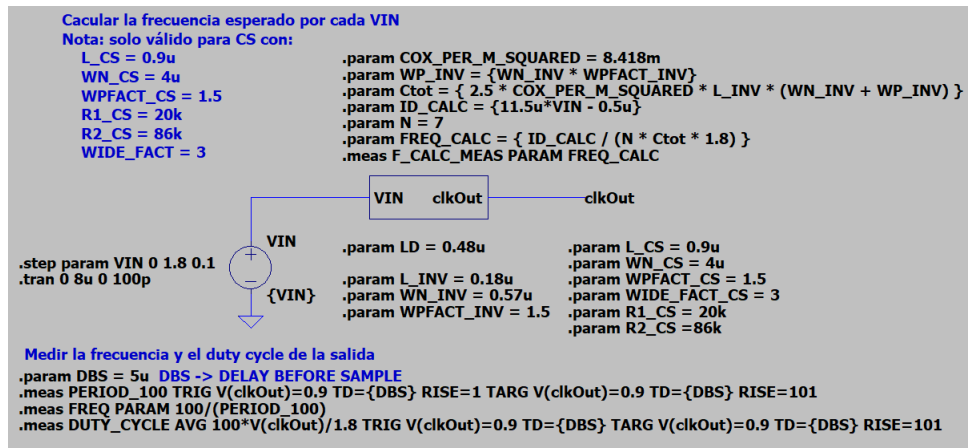 Cacular la frecuencia esperado por cada VIN
Nota: solo válido para CS con:
L_CS = 0.9u
WN_CS = 4u
WPFACT_CS = 1.5
R1_CS = 20k
R2_CS = 86k
WIDE_FACT = 3
.param COX_PER_M_SQUARED = 8.418m
.param WP_INV = {WN_INV * WPFACT_INV}
.param Ctot = { 2.5 * COX_PER_M_SQUARED * L_INV * (WN_INV + WP_INV) }
.param ID_CALC = {11.5u*VIN - 0.5u}
.param N = 7
.param FREQ_CALC = { ID_CALC / (N * Ctot * 1.8) }
.meas F_CALC_MEAS PARAM FREQ_CALC
VIN clkOut
clkOut
VIN
{VIN}
.step param VIN 0 1.8 0.1
.tran 0 8u 0 100p
.param LD = 0.48u
.param L_INV = 0.18u
.param WN_INV = 0.57u
.param WPFACT_INV = 1.5
.param L_CS = 0.9u
.param WN_CS = 4u
.param WPFACT_CS = 1.5
.param WIDE_FACT_CS = 3
.param R1_CS = 20k
.param R2_CS =86k
Medir la frecuencia y el duty cycle de la salida
.param DBS = 5u DBS -> DELAY BEFORE SAMPLE
.meas PERIOD_100 TRIG V(clkOut)=0.9 TD={DBS} RISE=1 TARG V(clkOut)=0.9 TD={DBS} RISE=101
.meas FREQ PARAM 100/(PERIOD_100)
.meas DUTY_CYCLE AVG 100*V(clkOut)/1.8 TRIG V(clkOut)=0.9 TD={DBS} TARG V(clkOut)=0.9 TD={DBS} RISE=101